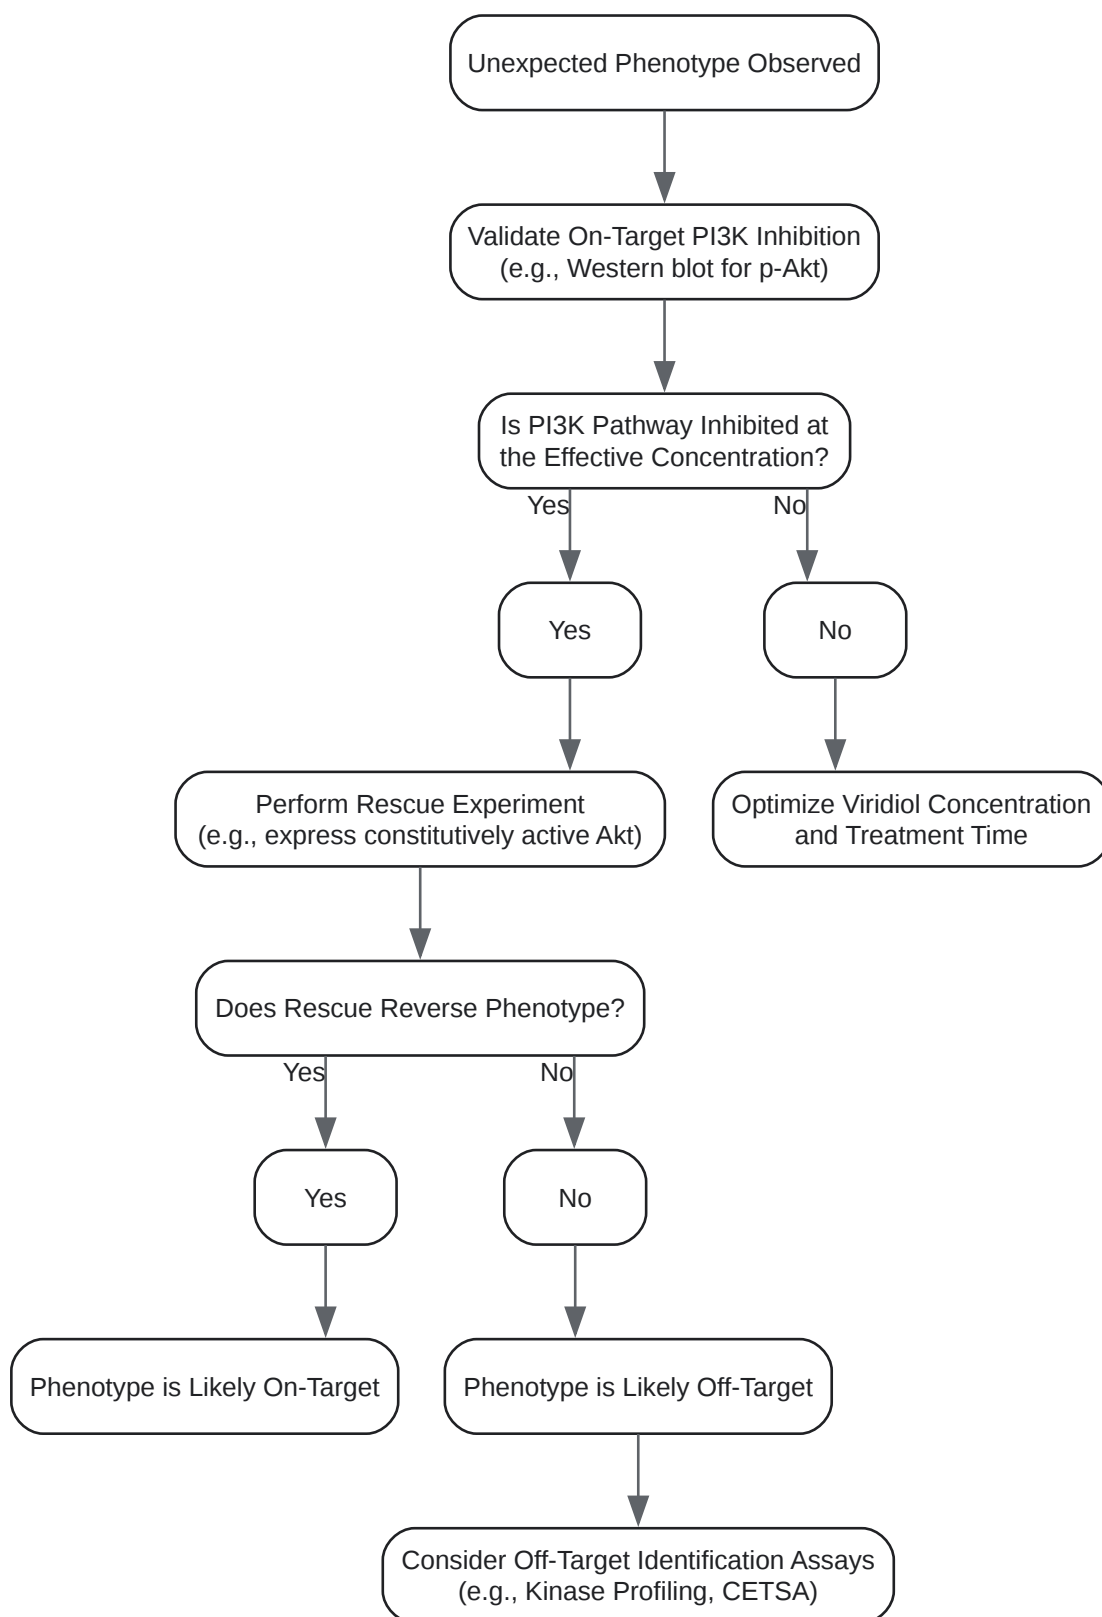 Unexpected Phenotype Observed
Validate On-Target PI3K Inhibition
(e.g., Western blot for p-Akt)
Is PI3K Pathway Inhibited at
the Effective Concentration?
Yes
No
Yes
No
Perform Rescue Experiment
(e.g., express constitutively active Akt)
Optimize Viridiol Concentration
and Treatment Time
Does Rescue Reverse Phenotype?
Yes
No
Yes
No
Phenotype is Likely On-Target
Phenotype is Likely Off-Target
Consider Off-Target Identification Assays
(e.g., Kinase Profiling, CETSA)